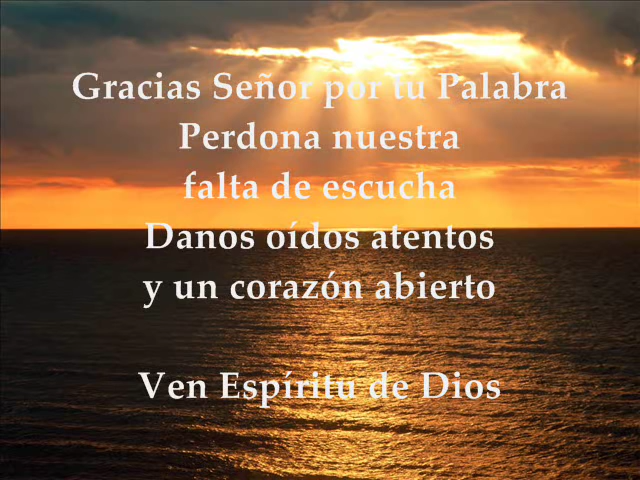 Gracias Señor por tu Palabra
Perdona nuestra
falta de escucha
Danos oídos atentos
y un corazón abierto
Ven Espíritu de Dios